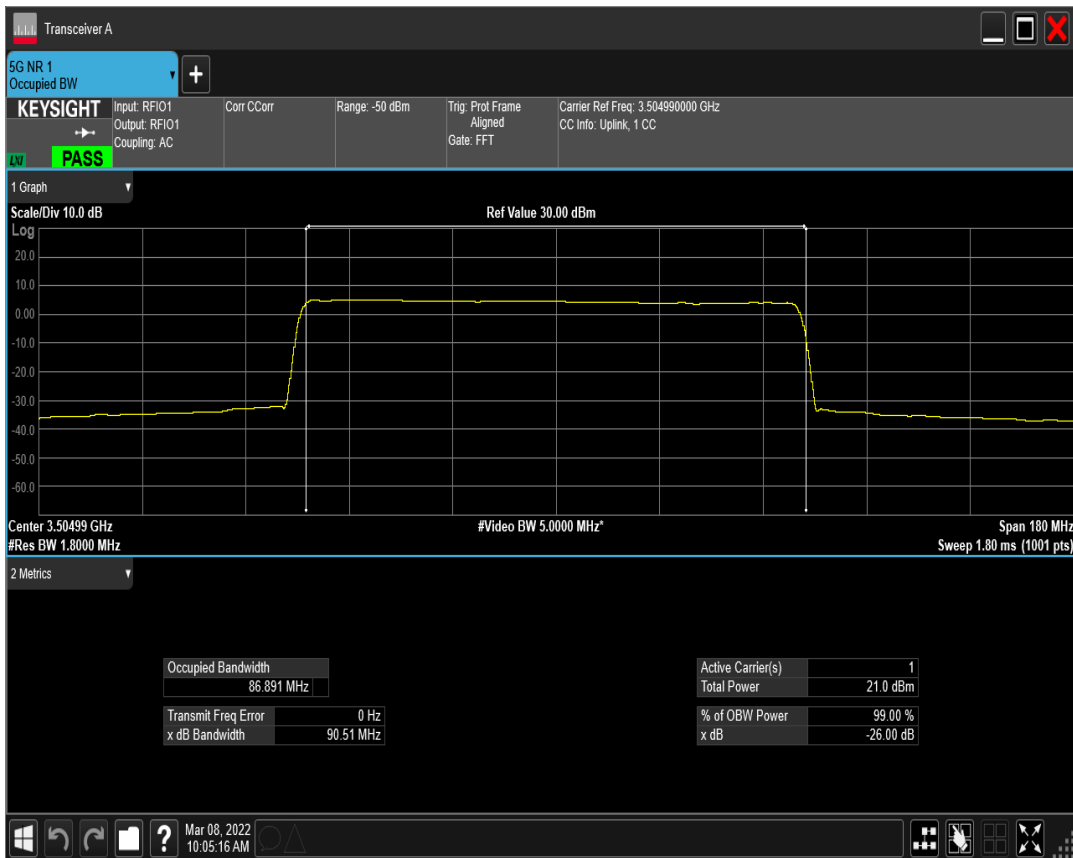 Transceiver A
5G NR 1
Occupied BW
+
KEYSIGHT
LXI
PASS
Input: RFIO1
Output: RFIO1
Coupling: AC
Corr CCorr
Range: -50 dBm
Trig: Prot Frame
Aligned
Gate: FFT
Carrier Ref Freq: 3.504990000 GHz
CC Info: Uplink, 1 CC
1 Graph
Scale/Div 10.0 dB
Ref Value 30.00 dBm
Log
20.0
10.0
0.00
-10.0
-20.0
-30.0
-40.0
-50.0
-60.0
Center 3.50499 GHz
#Video BW 5.0000 MHz*
Span 180 MHz
#Res BW 1.8000 MHz
Sweep 1.80 ms (1001 pts)
2 Metrics
Occupied Bandwidth
86.891 MHz
Transmit Freq Error 0 Hz
x dB Bandwidth 90.51 MHz
Active Carrier(s) 1
Total Power 21.0 dBm
% of OBW Power 99.00 %
x dB -26.00 dB
?
Mar 08, 2022
10:05:16 AM